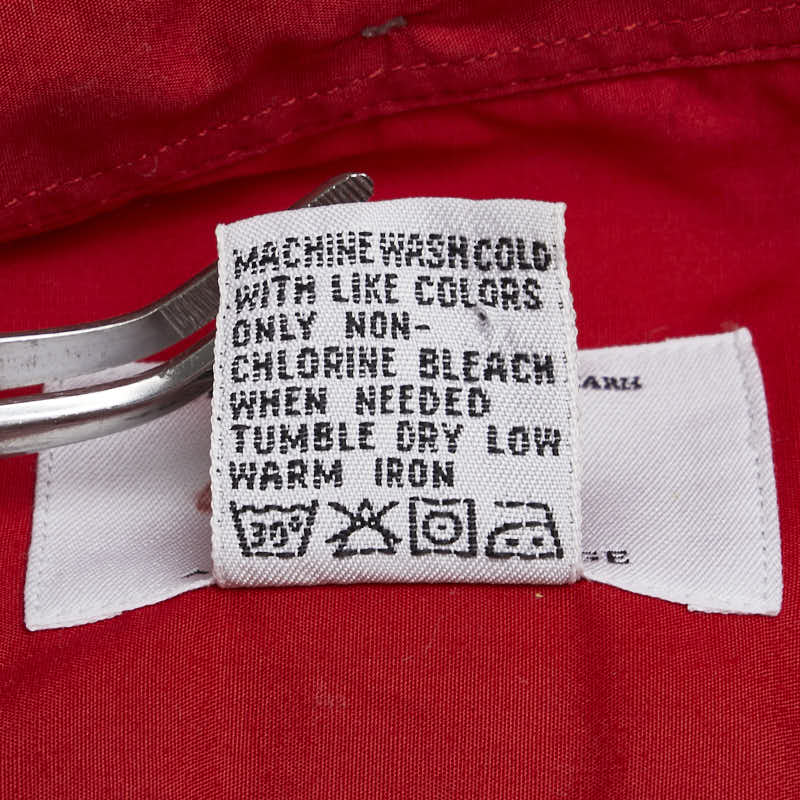 MACHINE WASH COLD
WITH LIKE COLORS
ONLY NON-
CHLORINE BLEACH
WHEN NEEDED
TUMBLE DRY LOW
WARM IRON
30°